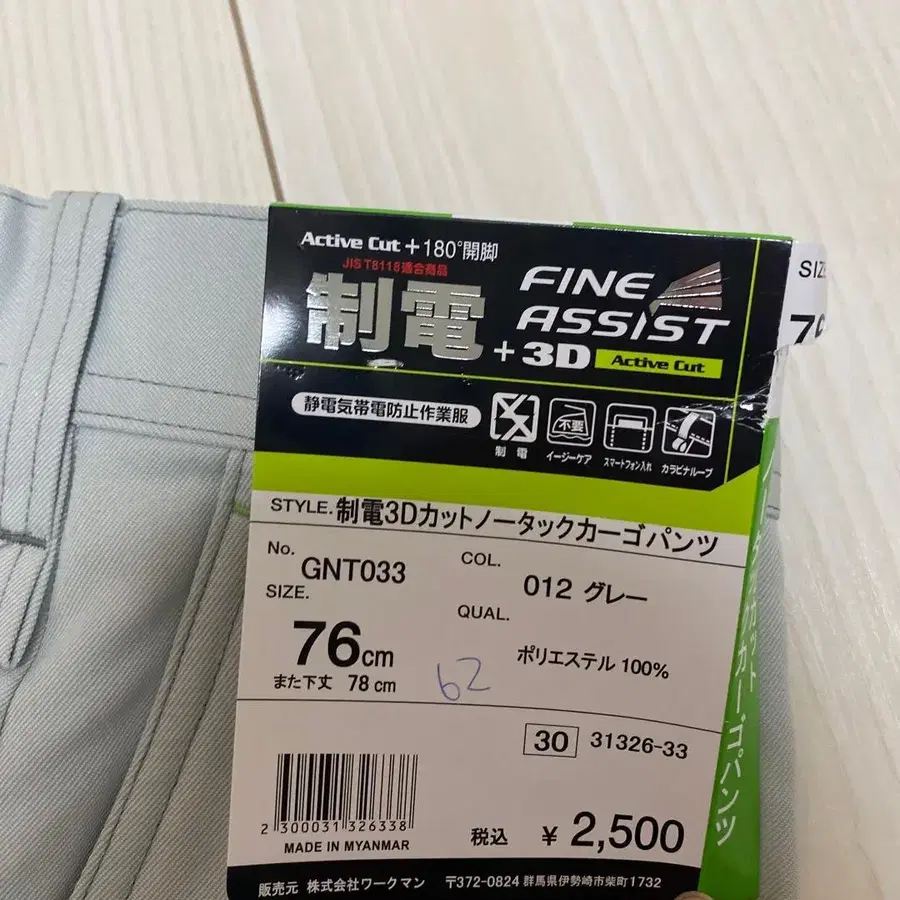 Active Cut + 180°開脚
JIS T8118適合商品
制電
FINE
ASSIST
+ 3D Active Cut
静電気帯電防止作業服
制電 イージーケア スマートフォン入れ カラビナループ
不要
STYLE. 制電3Dカットノータックカーゴパンツ
No. GNT033
COL. 012 グレー
SIZE. 76cm
また下丈 78cm
QUAL. ポリエステル 100%
62
30 31326-33
2 300031 326338
MADE IN MYANMAR
税込 ¥ 2,500
販売元 株式会社ワークマン 〒372-0824 群馬県伊勢崎市柴町1732
カット
カーゴパンツ